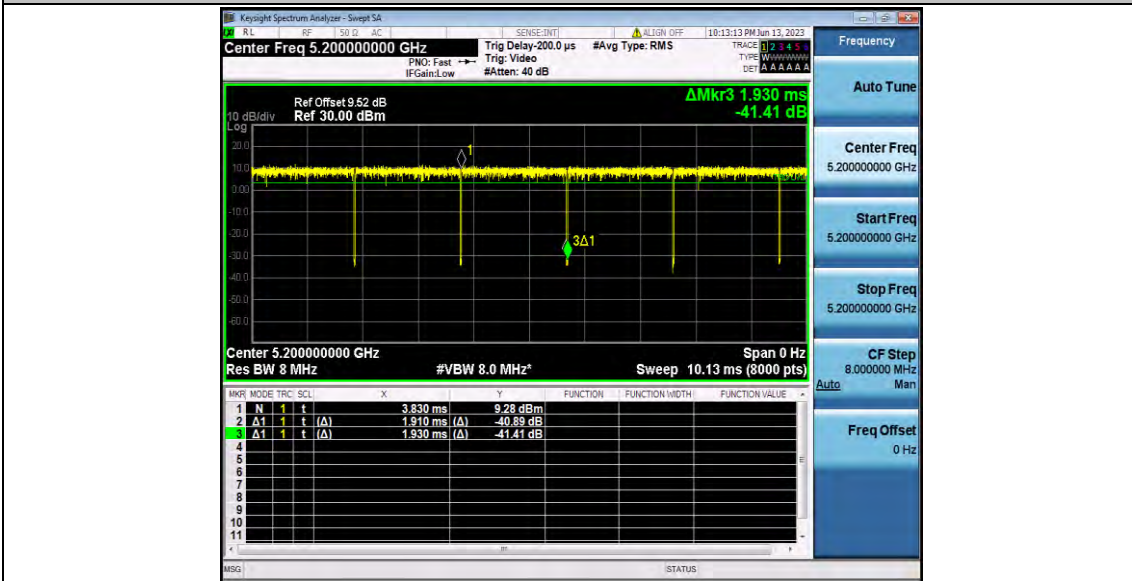 Keysight Spectrum Analyzer - Swept SA
RL RF 50 Ω AC SENSE:INT ALIGN OFF 10:13:13 PM Jun 13, 2023
Center Freq 5.200000000 GHz
Trig Delay-200.0 µs #Avg Type: RMS
TRACE 1 2 3 4 5 6
PNO: Fast Trig: Video
TYPE W
IFGain:Low #Atten: 40 dB
DET A A A A A A
Frequency
Auto Tune
ΔMkr3 1.930 ms
Ref Offset 9.52 dB
10 dB/div Ref 30.00 dBm -41.41 dB
Log
20.0
10.0
0.00
-10.0
-20.0
-30.0
-40.0
-50.0
-60.0
1
3Δ1
Center Freq
5.200000000 GHz
Start Freq
5.200000000 GHz
Stop Freq
5.200000000 GHz
Center 5.200000000 GHz Span 0 Hz
Res BW 8 MHz #VBW 8.0 MHz* Sweep 10.13 ms (8000 pts)
CF Step
8.000000 MHz
Auto Man
Freq Offset
0 Hz
MKR MODE TRC SCL X Y FUNCTION FUNCTION WIDTH FUNCTION VALUE
1 N 1 t 3.830 ms 9.28 dBm
2 Δ1 1 t (Δ) 1.910 ms (Δ) -40.89 dB
3 Δ1 1 t (Δ) 1.930 ms (Δ) -41.41 dB
4
5
6
7
8
9
10
11
MSG STATUS